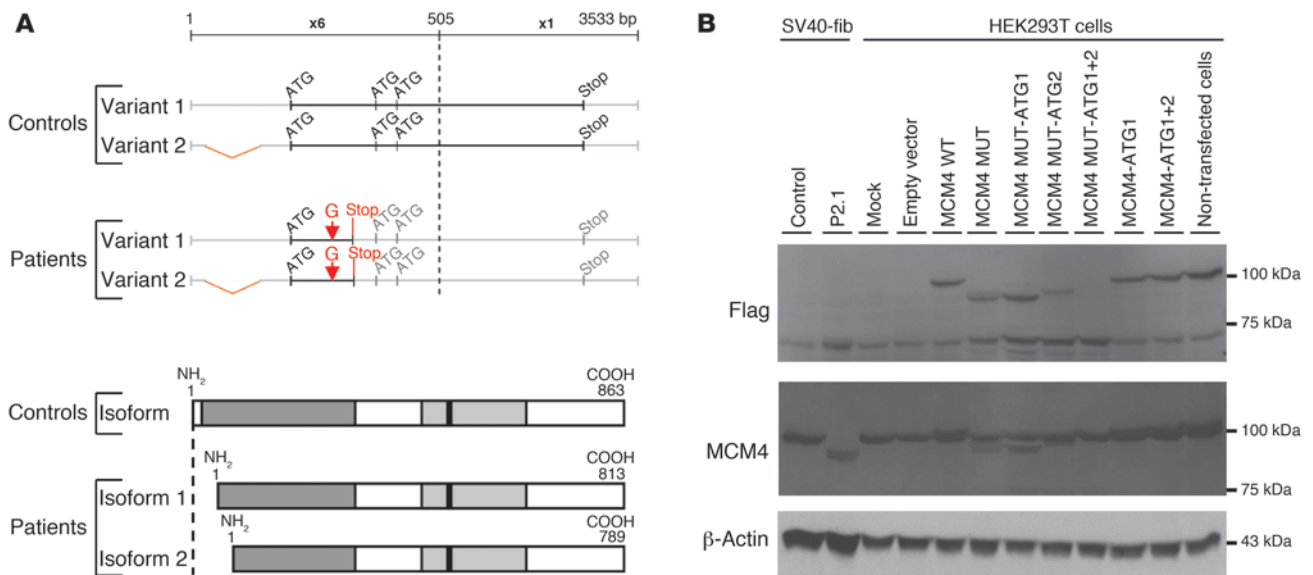 A
1 x6 505 x1 3533 bp
Controls
Variant 1
ATG ATG ATG Stop
Variant 2
ATG ATG ATG Stop
Patients
Variant 1
ATG G Stop ATG ATG Stop
Variant 2
ATG G Stop ATG ATG Stop
Controls
Isoform
NH2 COOH
1 863
Patients
Isoform 1
NH2 COOH
1 813
Isoform 2
NH2 COOH
1 789
B
SV40-fib HEK293T cells
Control
P2.1
Mock
Empty vector
MCM4 WT
MCM4 MUT
MCM4 MUT-ATG1
MCM4 MUT-ATG2
MCM4 MUT-ATG1+2
MCM4-ATG1
MCM4-ATG1+2
Non-transfected cells
Flag
100 kDa
75 kDa
MCM4
100 kDa
75 kDa
β-Actin
43 kDa